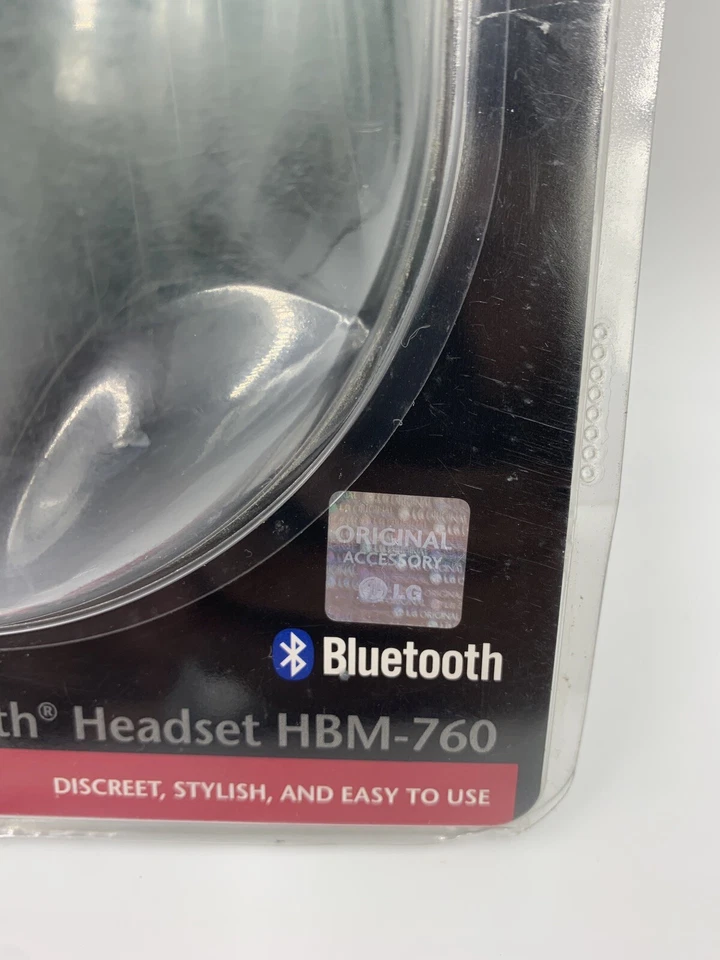 ORIGINAL
ACCESSORY
LG
Bluetooth
th® Headset HBM-760
DISCREET, STYLISH, AND EASY TO USE